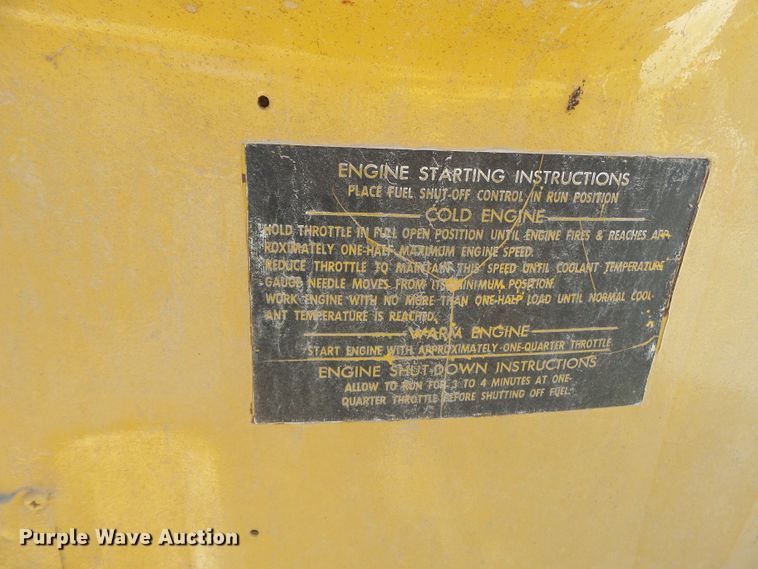 ENGINE STARTING INSTRUCTIONS
PLACE FUEL SHUT-OFF CONTROL IN RUN POSITION
COLD ENGINE
HOLD THROTTLE IN FULL OPEN POSITION UNTIL ENGINE FIRES & REACHES APP-
ROXIMATELY ONE-HALF MAXIMUM ENGINE SPEED.
REDUCE THROTTLE TO MAINTAIN THIS SPEED UNTIL COOLANT TEMPERATURE
GAUGE NEEDLE MOVES FROM ITS MINIMUM POSITION.
WORK ENGINE WITH NO MORE THAN ONE-HALF LOAD UNTIL NORMAL COOL-
ANT TEMPERATURE IS REACHED.
WARM ENGINE
START ENGINE WITH APPROXIMATELY ONE-QUARTER THROTTLE
ENGINE SHUT-DOWN INSTRUCTIONS
ALLOW TO RUN FOR 3 TO 4 MINUTES AT ONE-
QUARTER THROTTLE BEFORE SHUTTING OFF FUEL.
Purple Wave Auction